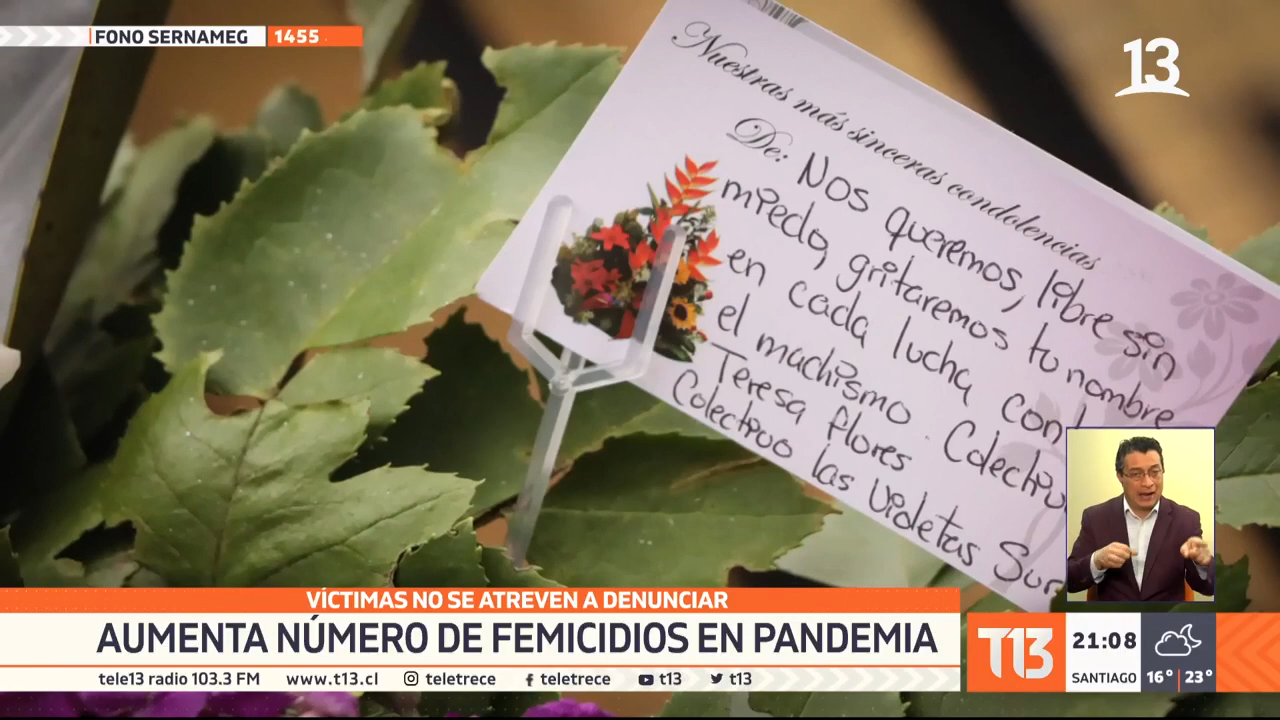 FONO SERNAMEG 1455
13
Nuestras más sinceras condolencias
De: Nos queremos, libre sin
miedo, gritaremos tu nombre
en cada lucha cont
el machismo. Colectivo
Teresa flores
Colectivo las Violetas Sur
VÍCTIMAS NO SE ATREVEN A DENUNCIAR
AUMENTA NÚMERO DE FEMICIDIOS EN PANDEMIA
tele13 radio 103.3 FM www.t13.cl teletrece teletrece t13 t13
T13
21:08
SANTIAGO
16° 23°